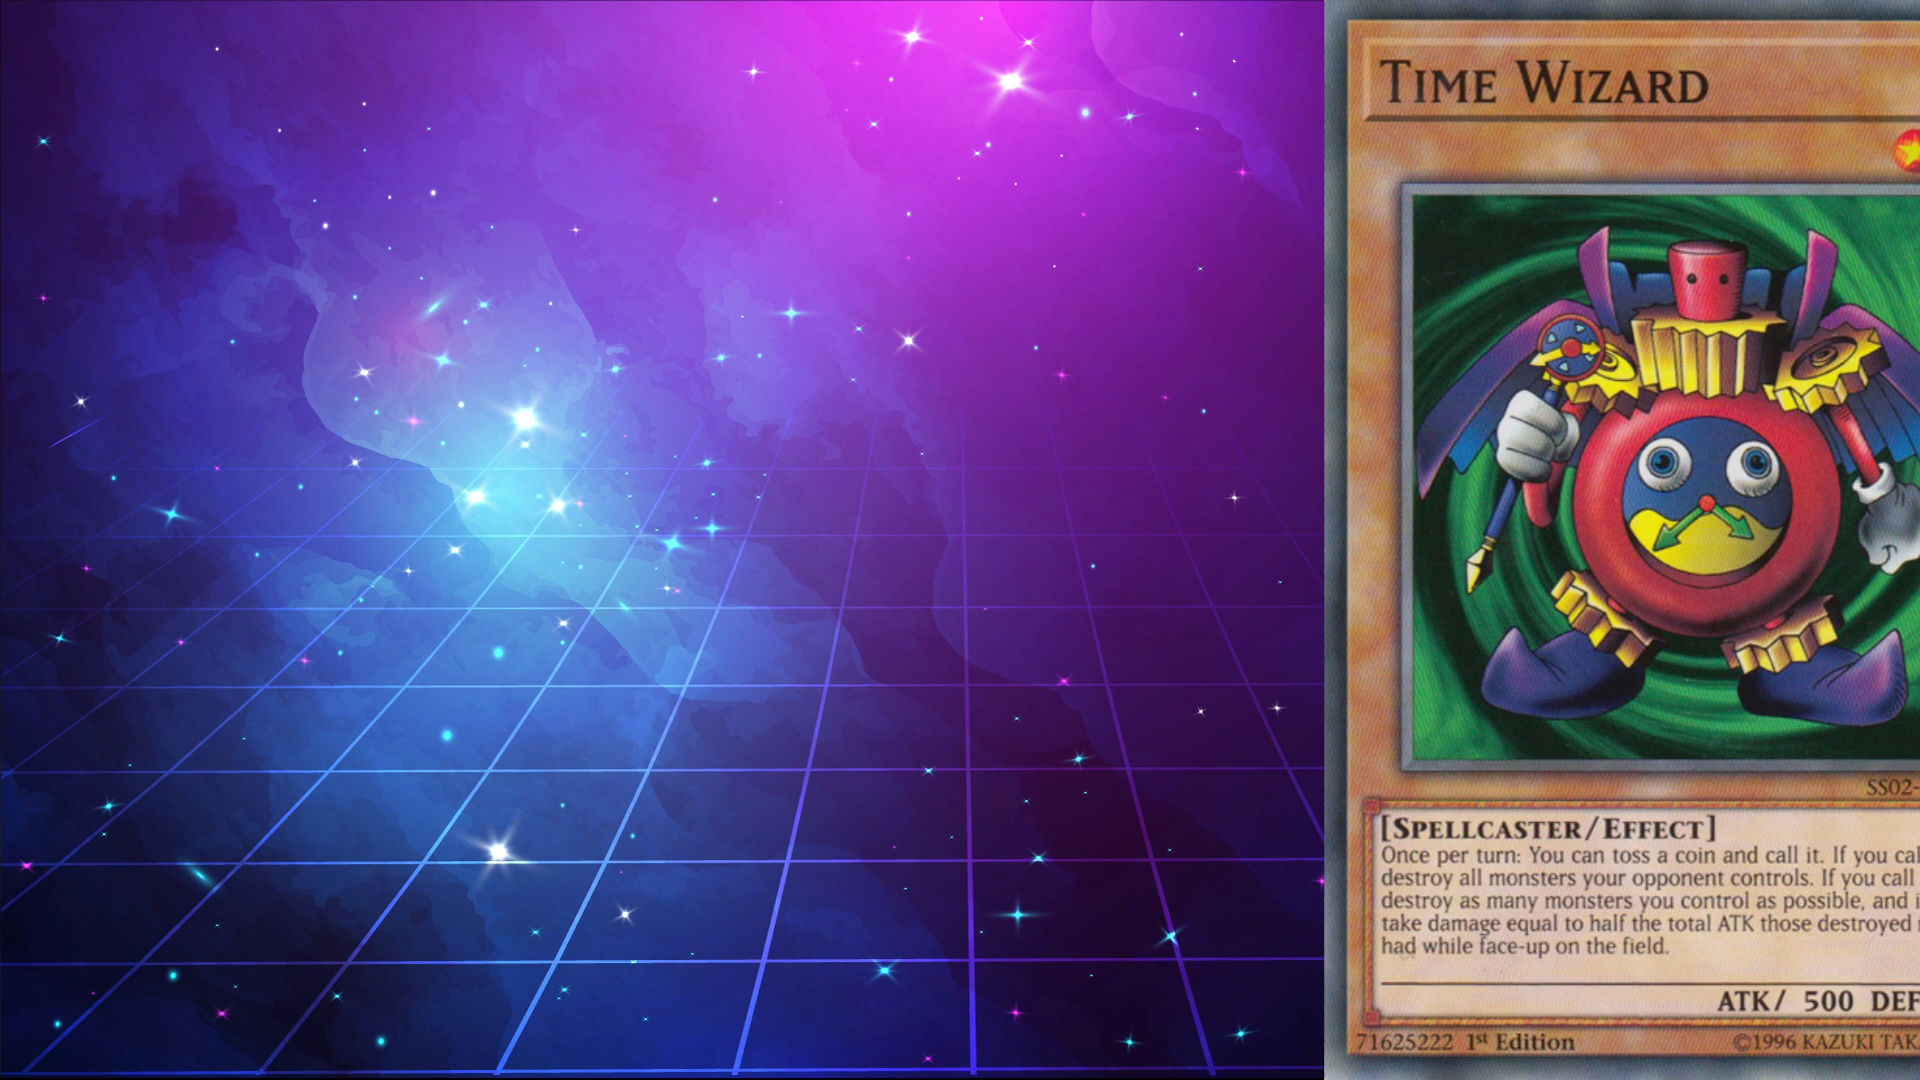 TIME WIZARD
SS02-
[SPELLCASTER/EFFECT]
Once per turn: You can toss a coin and call it. If you cal
destroy all monsters your opponent controls. If you call
destroy as many monsters you control as possible, and i
take damage equal to half the total ATK those destroyed
had while face-up on the field.
ATK/ 500 DEF
71625222 1st Edition ©1996 KAZUKI TAK